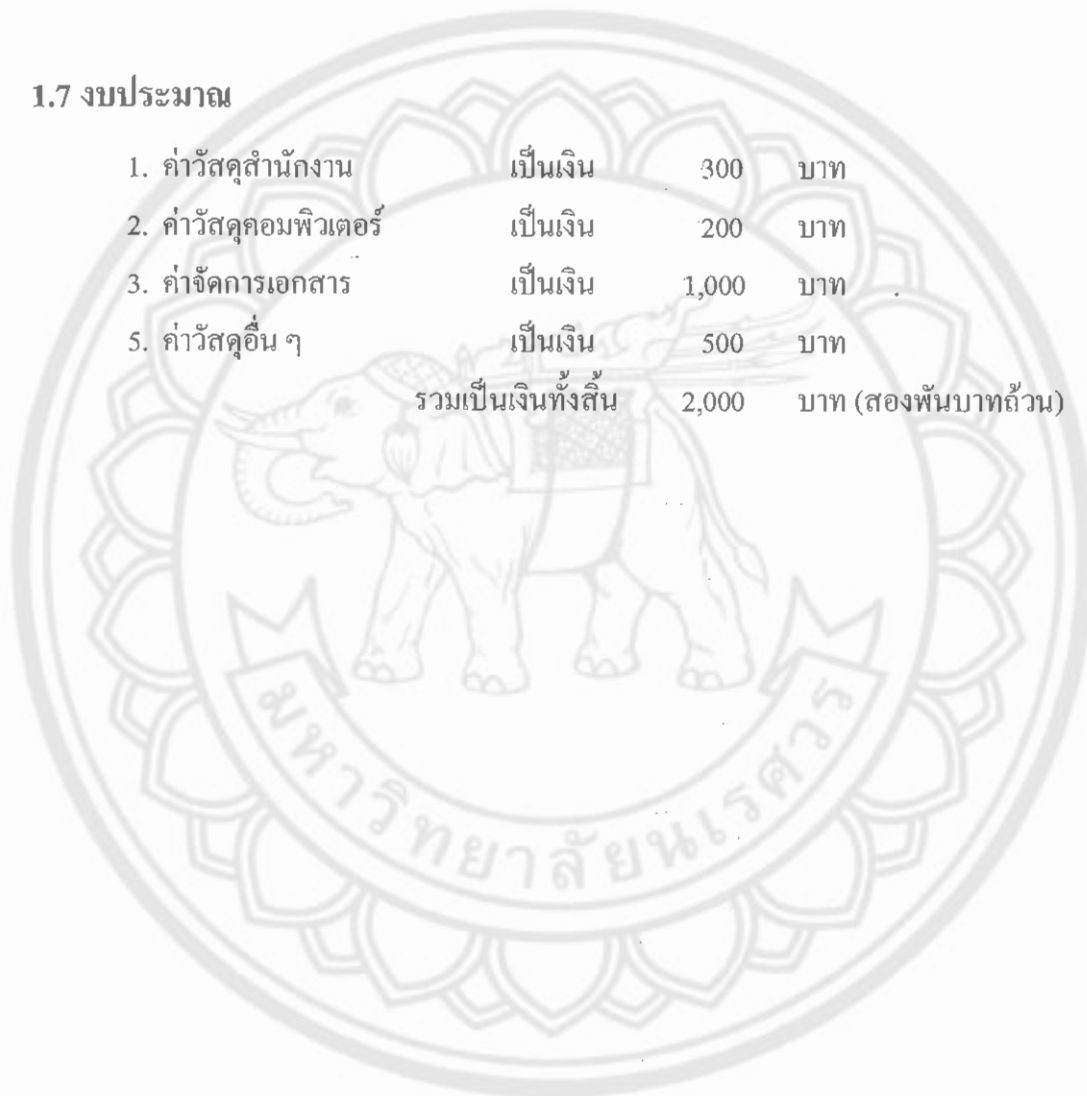 1.7 งบประมาณ
1. ค่าวัสดุสำนักงาน เป็นเงิน 300 บาท
2. ค่าวัสดุคอมพิวเตอร์ เป็นเงิน 200 บาท
3. ค่าจัดการเอกสาร เป็นเงิน 1,000 บาท
5. ค่าวัสดุอื่น ๆ เป็นเงิน 500 บาท
รวมเป็นเงินทั้งสิ้น 2,000 บาท (สองพันบาทถ้วน)
มหาวิทยาลัยนเรศวร